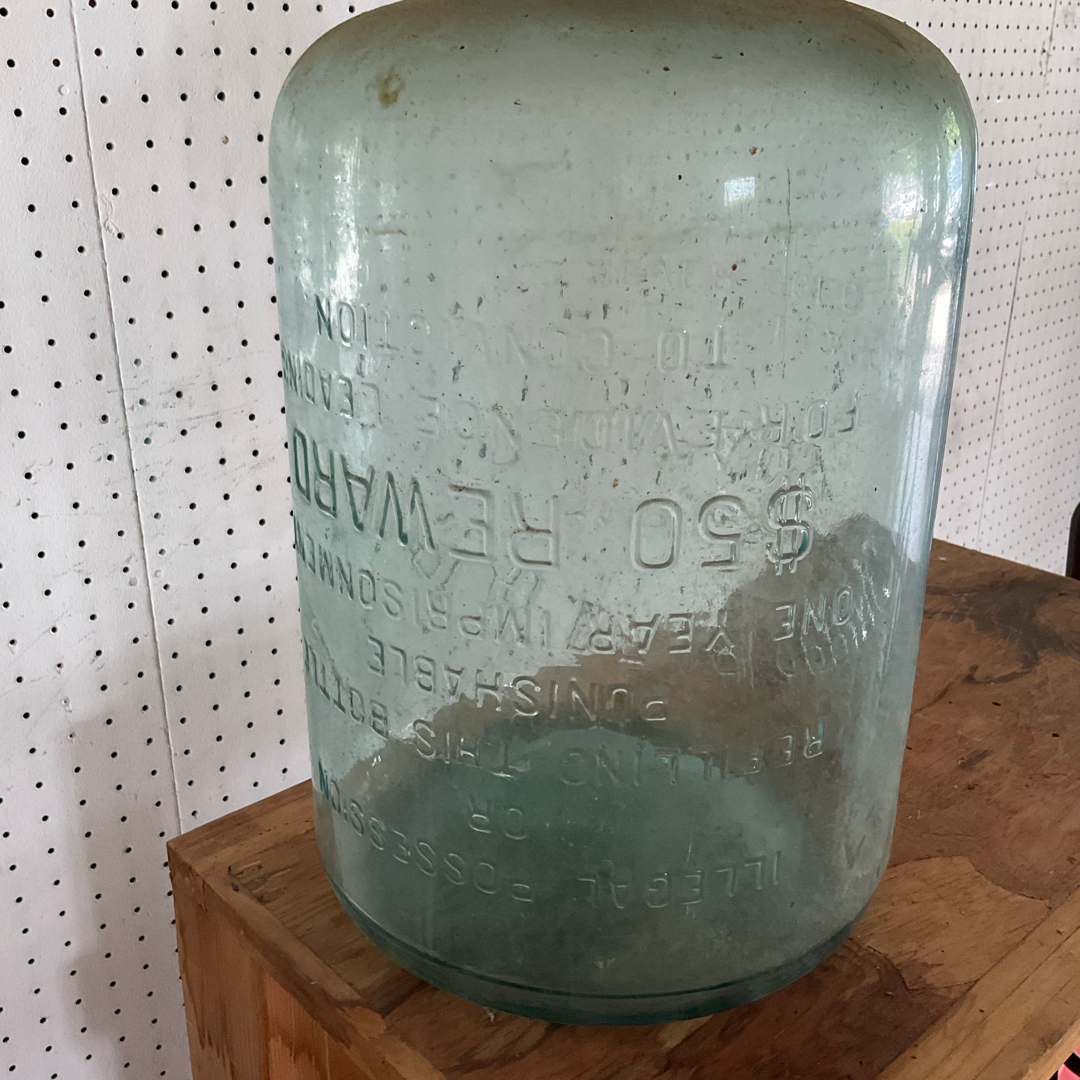 ILLEGAL POSSESSION
OR
REFILLING THIS BOTTLE
PUNISHABLE
ONE YEAR IMPRISONMENT
$50 REWARD
FOR EVIDENCE LEADING
TO CONVICTION